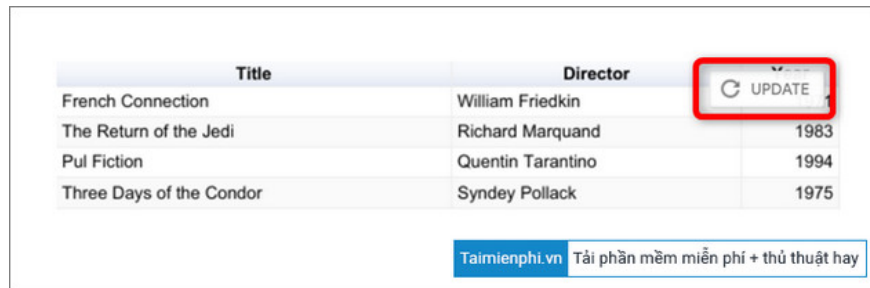 Title Director
UPDATE
French Connection William Friedkin
The Return of the Jedi Richard Marquand 1983
Pul Fiction Quentin Tarantino 1994
Three Days of the Condor Syndey Pollack 1975
Taimienphi.vn Tải phần mềm miễn phí + thủ thuật hay